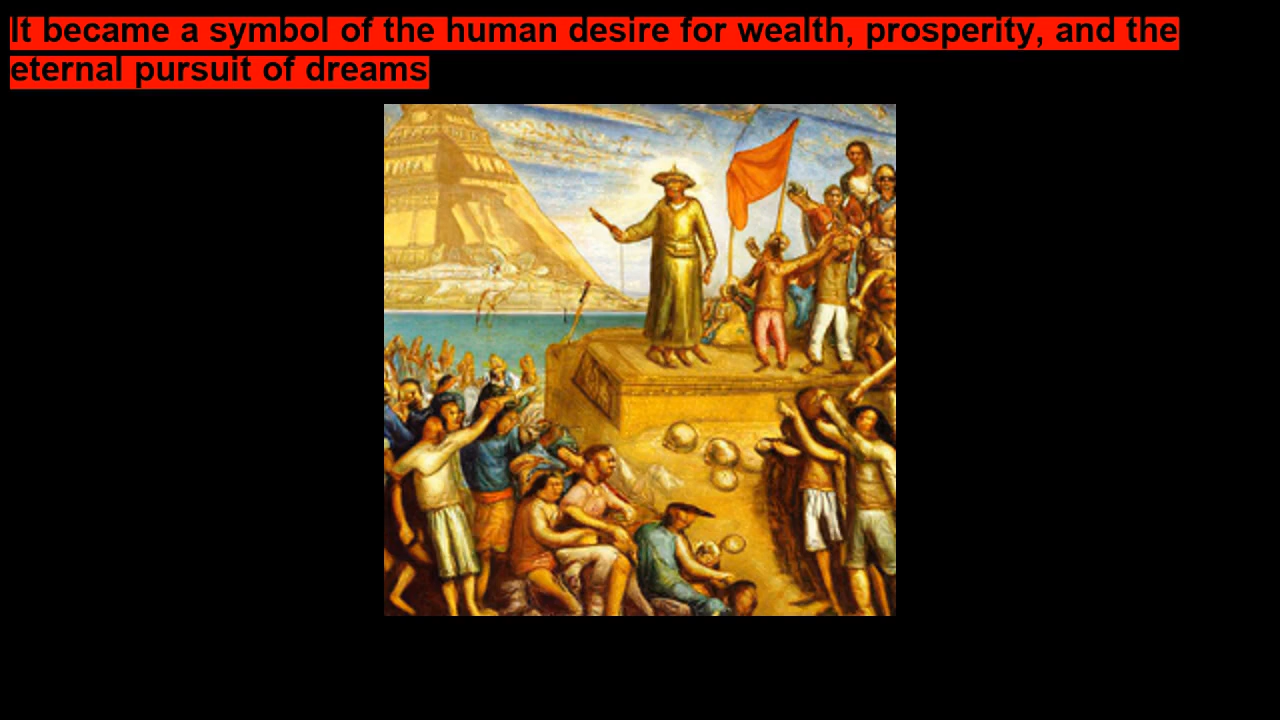 It became a symbol of the human desire for wealth, prosperity, and the
eternal pursuit of dreams